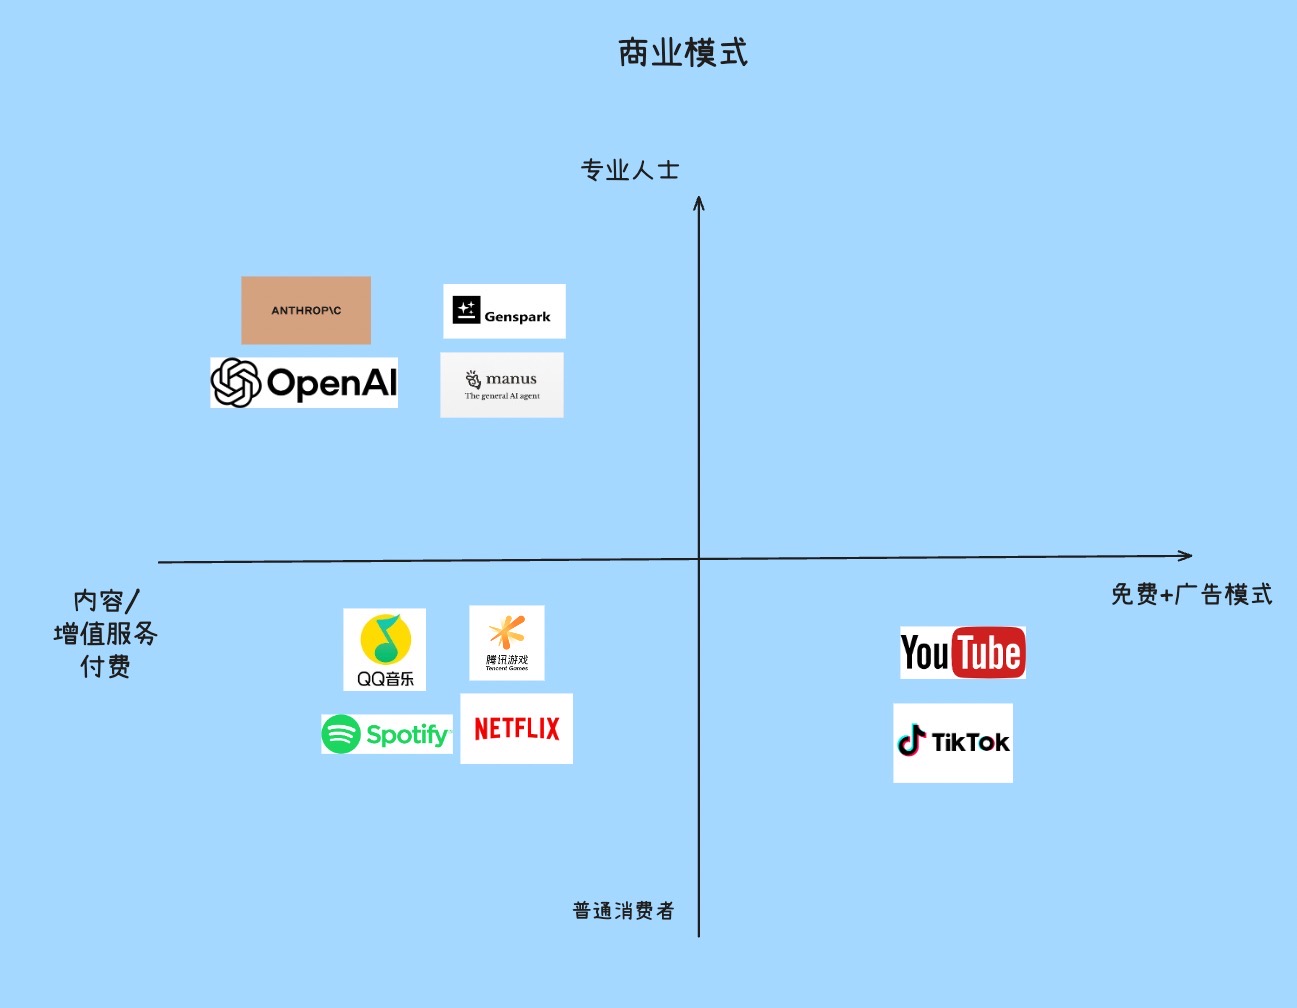 商业模式
专业人士
ANTHROP\C
Genspark
OpenAI
manus
The general AI agent
内容/
增值服务
付费
免费+广告模式
QQ音乐
腾讯游戏
Tencent Games
YouTube
Spotify
NETFLIX
TikTok
普通消费者